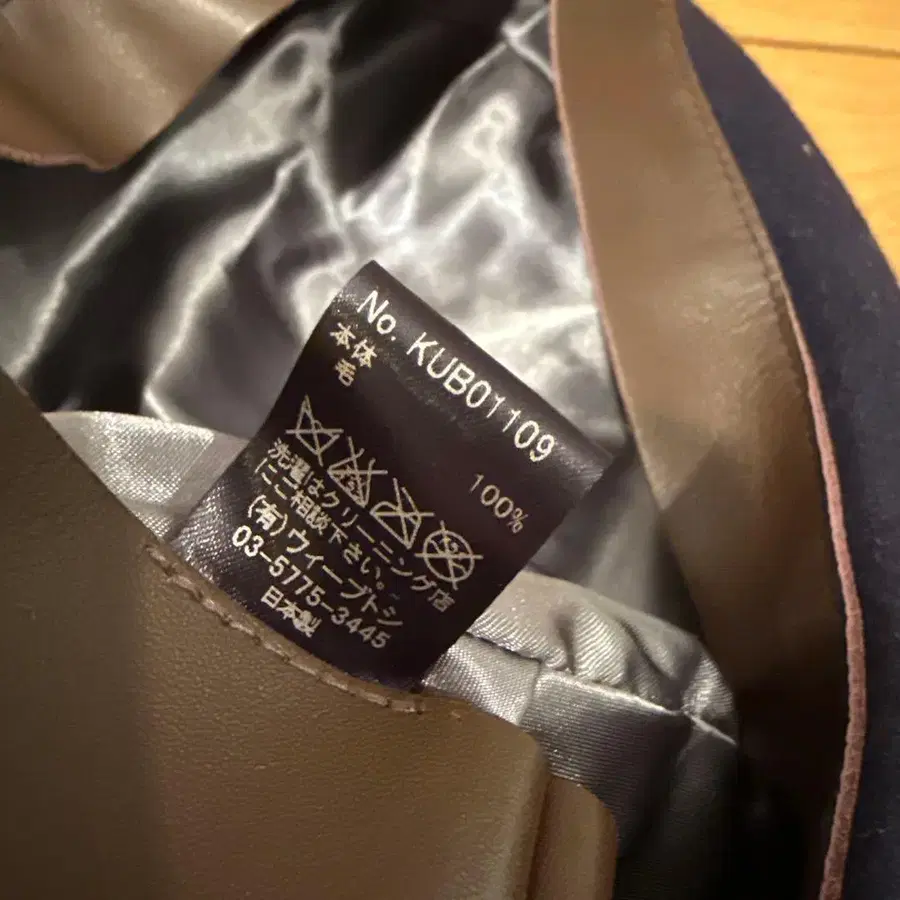 No. KUB01109
本体
毛 100%
洗濯はクリーニング店
にご相談下さい。
(有)ウィーブトシ
03-5775-3445
日本製